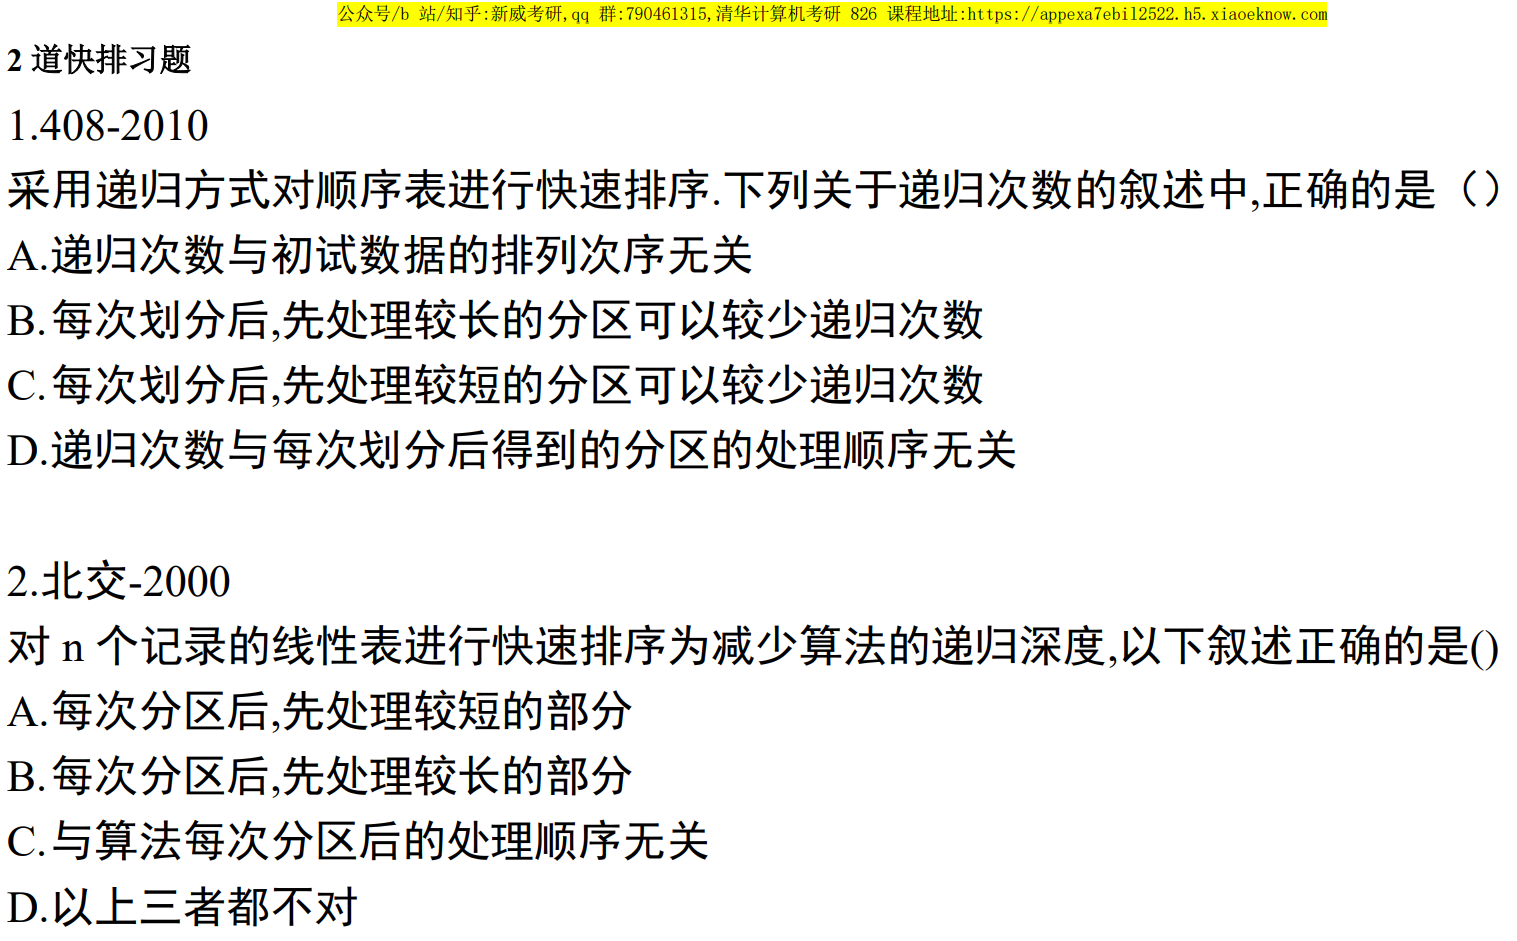 公众号/b 站/知乎:新威考研,qq 群:790461315,清华计算机考研 826 课程地址:https://appexa7ebil2522.h5.xiaoeknow.com
2 道快排习题
1.408-2010
采用递归方式对顺序表进行快速排序.下列关于递归次数的叙述中,正确的是（）
A.递归次数与初试数据的排列次序无关
B.每次划分后,先处理较长的分区可以较少递归次数
C.每次划分后,先处理较短的分区可以较少递归次数
D.递归次数与每次划分后得到的分区的处理顺序无关
2.北交-2000
对 n 个记录的线性表进行快速排序为减少算法的递归深度,以下叙述正确的是()
A.每次分区后,先处理较短的部分
B.每次分区后,先处理较长的部分
C.与算法每次分区后的处理顺序无关
D.以上三者都不对